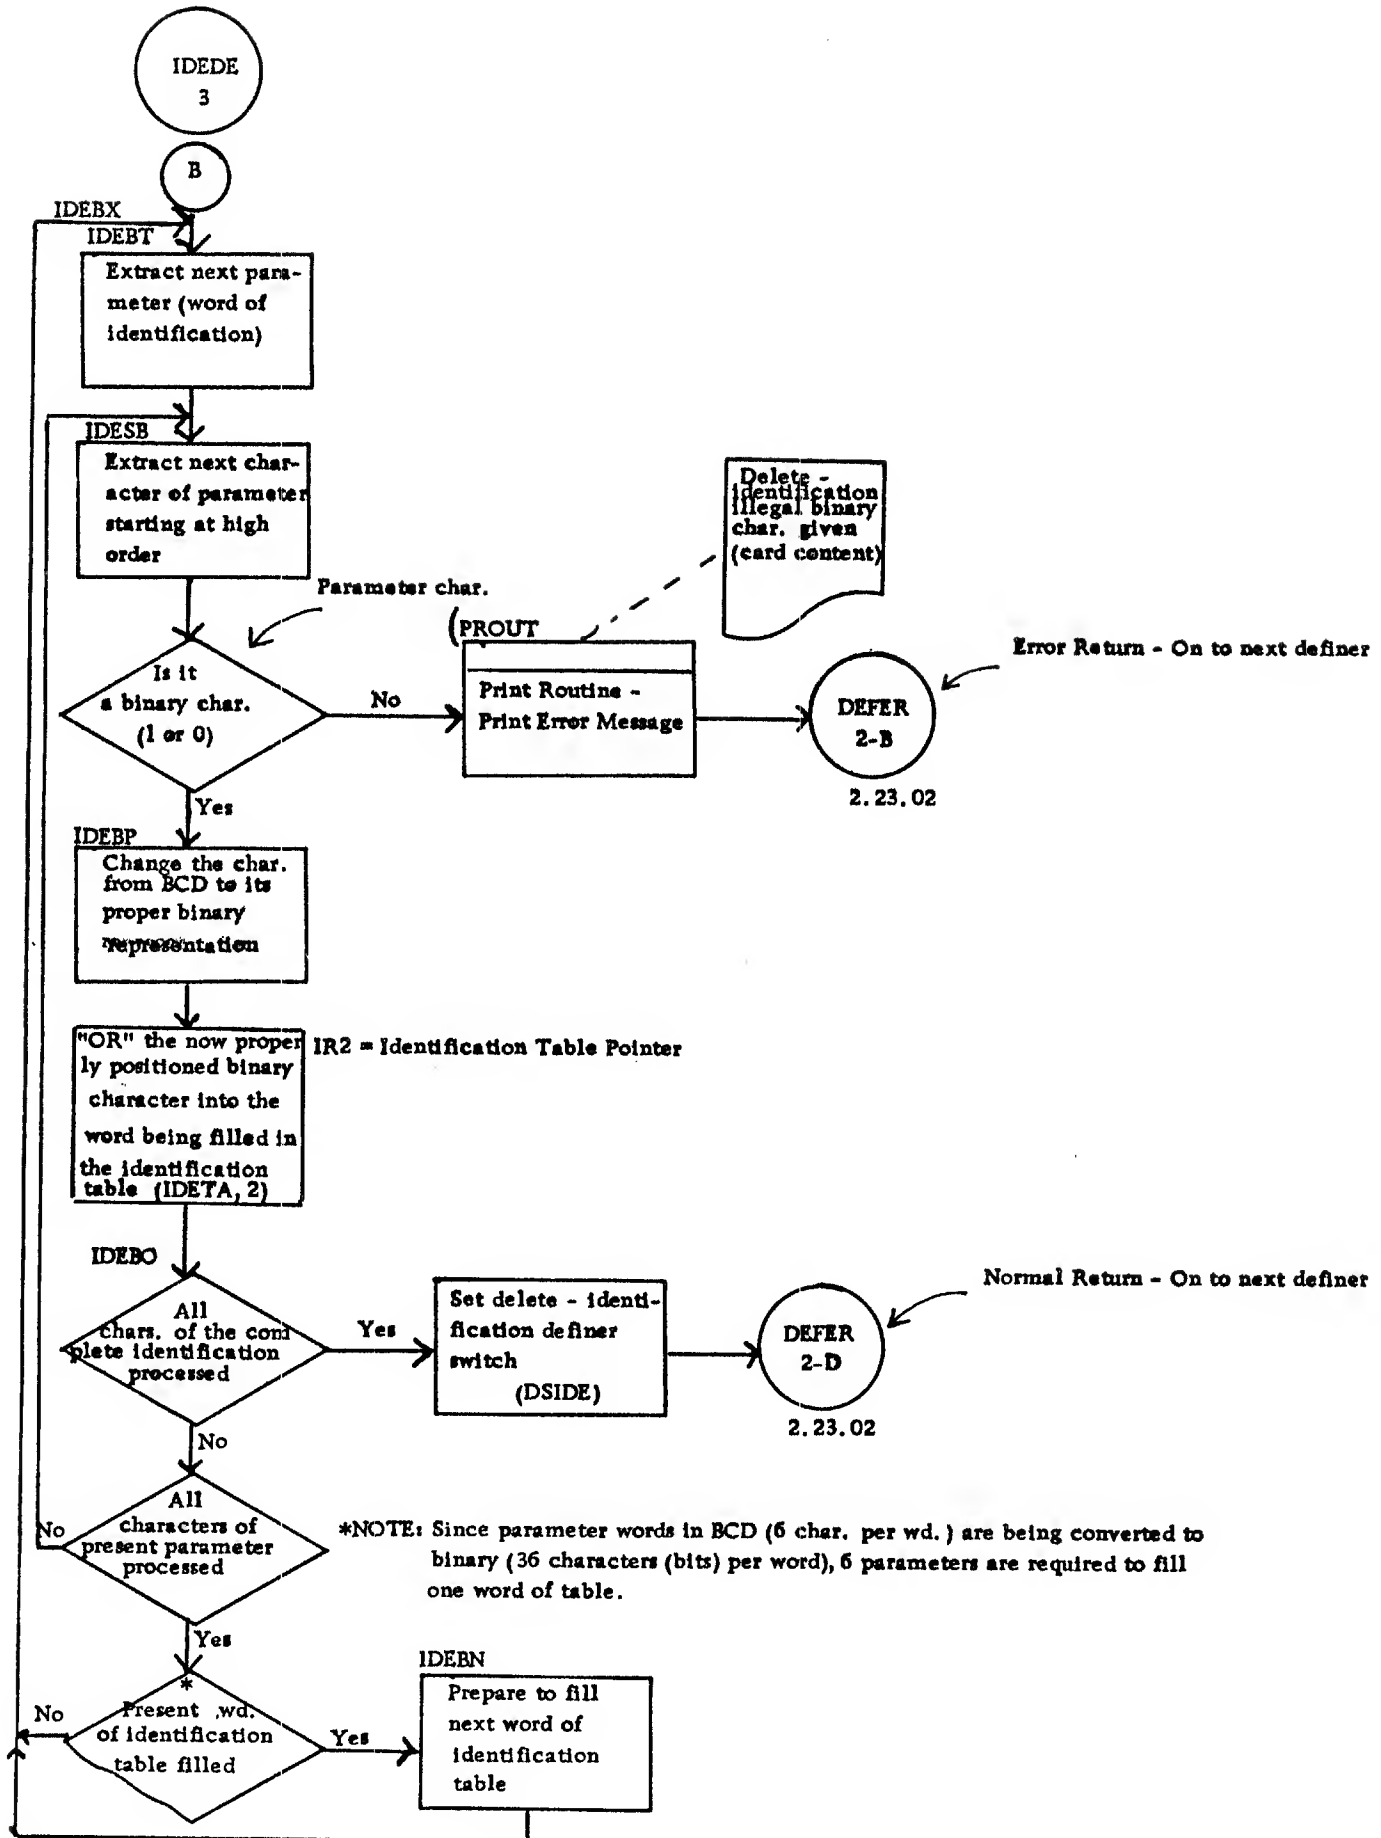 IDEDE
3
B
IDEBX
IDEBT
Extract next para-
meter (word of
identification)
IDESB
Extract next char-
acter of parameter
starting at high
order
Delete -
identification
illegal binary
char. given
(card content)
Parameter char.
(PROUT
Is it
a binary char.
(1 or 0)
No
Print Routine -
Print Error Message
DEFER
2-B
2.23.02
Error Return - On to next definer
Yes
IDEBP
Change the char.
from BCD to its
proper binary
representation
"OR" the now proper
ly positioned binary
character into the
word being filled in
the identification
table (IDETA, 2)
IR2 = Identification Table Pointer
IDEBO
All
chars. of the com
plete identification
processed
Yes
Set delete - identi-
fication definer
switch
(DSIDE)
DEFER
2-D
2.23.02
Normal Return - On to next definer
No
All
characters of
present parameter
processed
No
*NOTE: Since parameter words in BCD (6 char. per wd.) are being converted to
binary (36 characters (bits) per word), 6 parameters are required to fill
one word of table.
Yes
*
Present wd.
of identification
table filled
No
Yes
IDEBN
Prepare to fill
next word of
identification
table